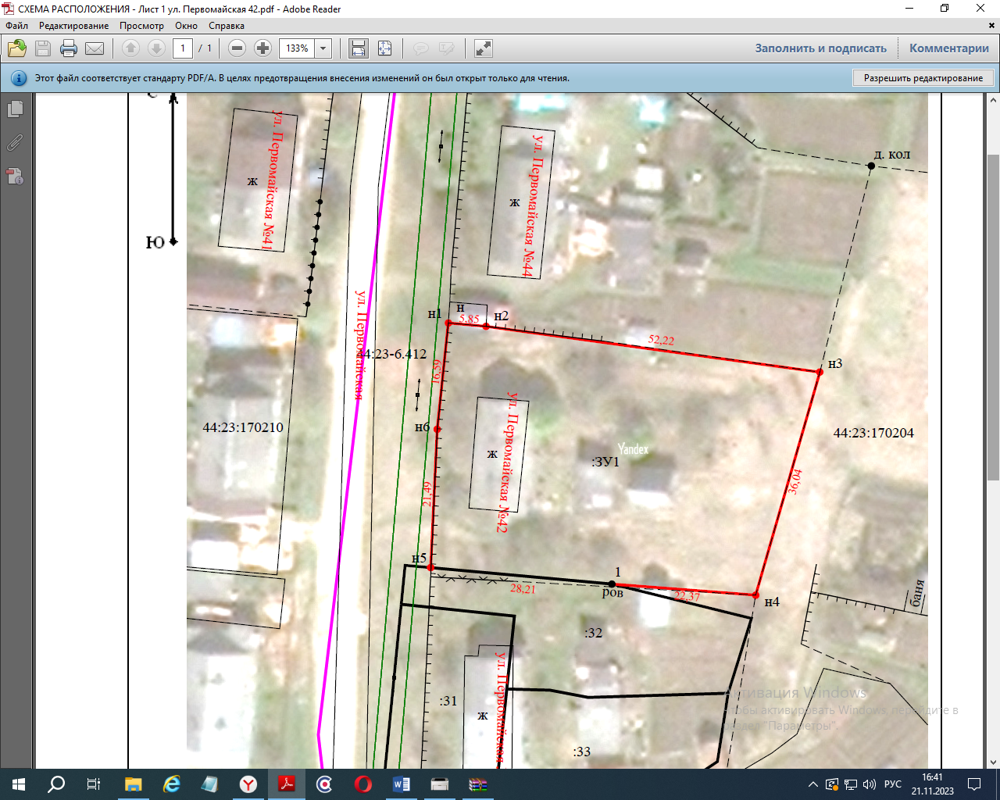 СХЕМА РАСПОЛОЖЕНИЯ - Лист 1 ул. Первомайская 42.pdf - Adobe Reader
Файл Редактирование Просмотр Окно Справка
1 / 1 133% Заполнить и подписать Комментарии
Этот файл соответствует стандарту PDF/A. В целях предотвращения внесения изменений он был открыт только для чтения. Разрешить редактирование
Ю
ул. Первомайская №41
ж
ул. Первомайская №44
ж
д. кол
ул. Первомайская
44:23-6.412
н1
н
5,85
н2
52,22
н3
16,59
44:23:170210
н6
ул. Первомайская №42
ж
Yandex
:ЗУ1
44:23:170204
36,04
21,49
н5
28,21
1
ров
22,37
н4
баня
:32
ул. Первомайская
:31
ж
:33
Активация Windows
Чтобы активировать Windows, перейдите в
раздел "Параметры".
РУС
16:41
21.11.2023